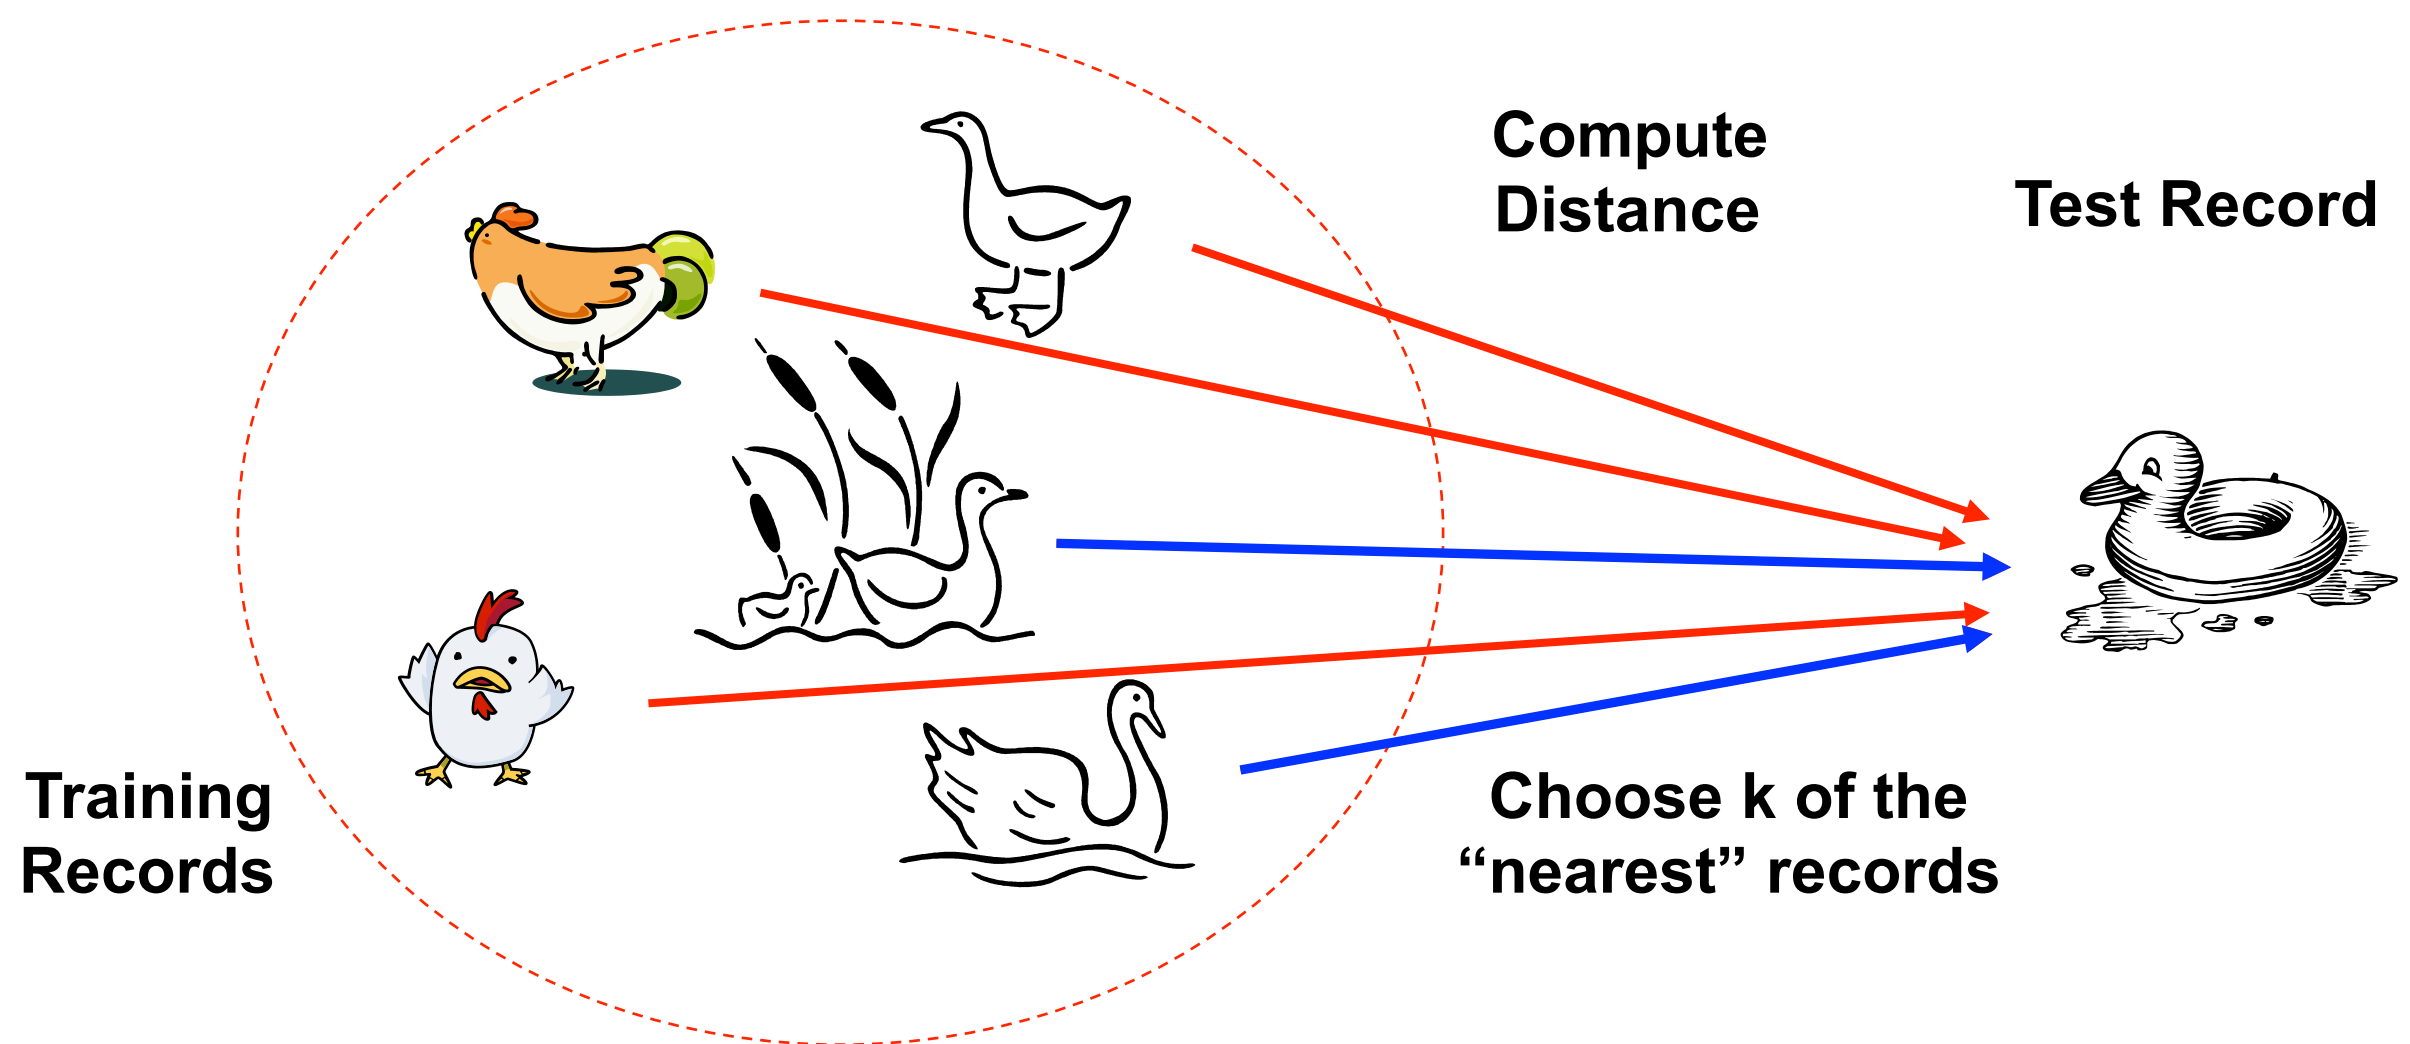 Compute
Distance
Test Record
Training
Records
Choose k of the
“nearest” records